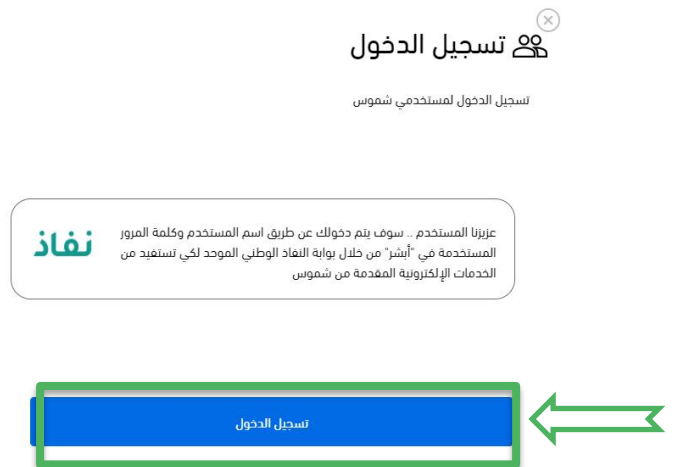 تسجيل الدخول
تسجيل الدخول لمستخدمي شموس
عزيزنا المستخدم .. سوف يتم دخولك عن طريق اسم المستخدم وكلمة المرور
المستخدمة في "أبشر" من خلال بوابة النفاذ الوطني الموحد لكي تستفيد من
الخدمات الإلكترونية المقدمة من شموس
نفاذ
تسجيل الدخول